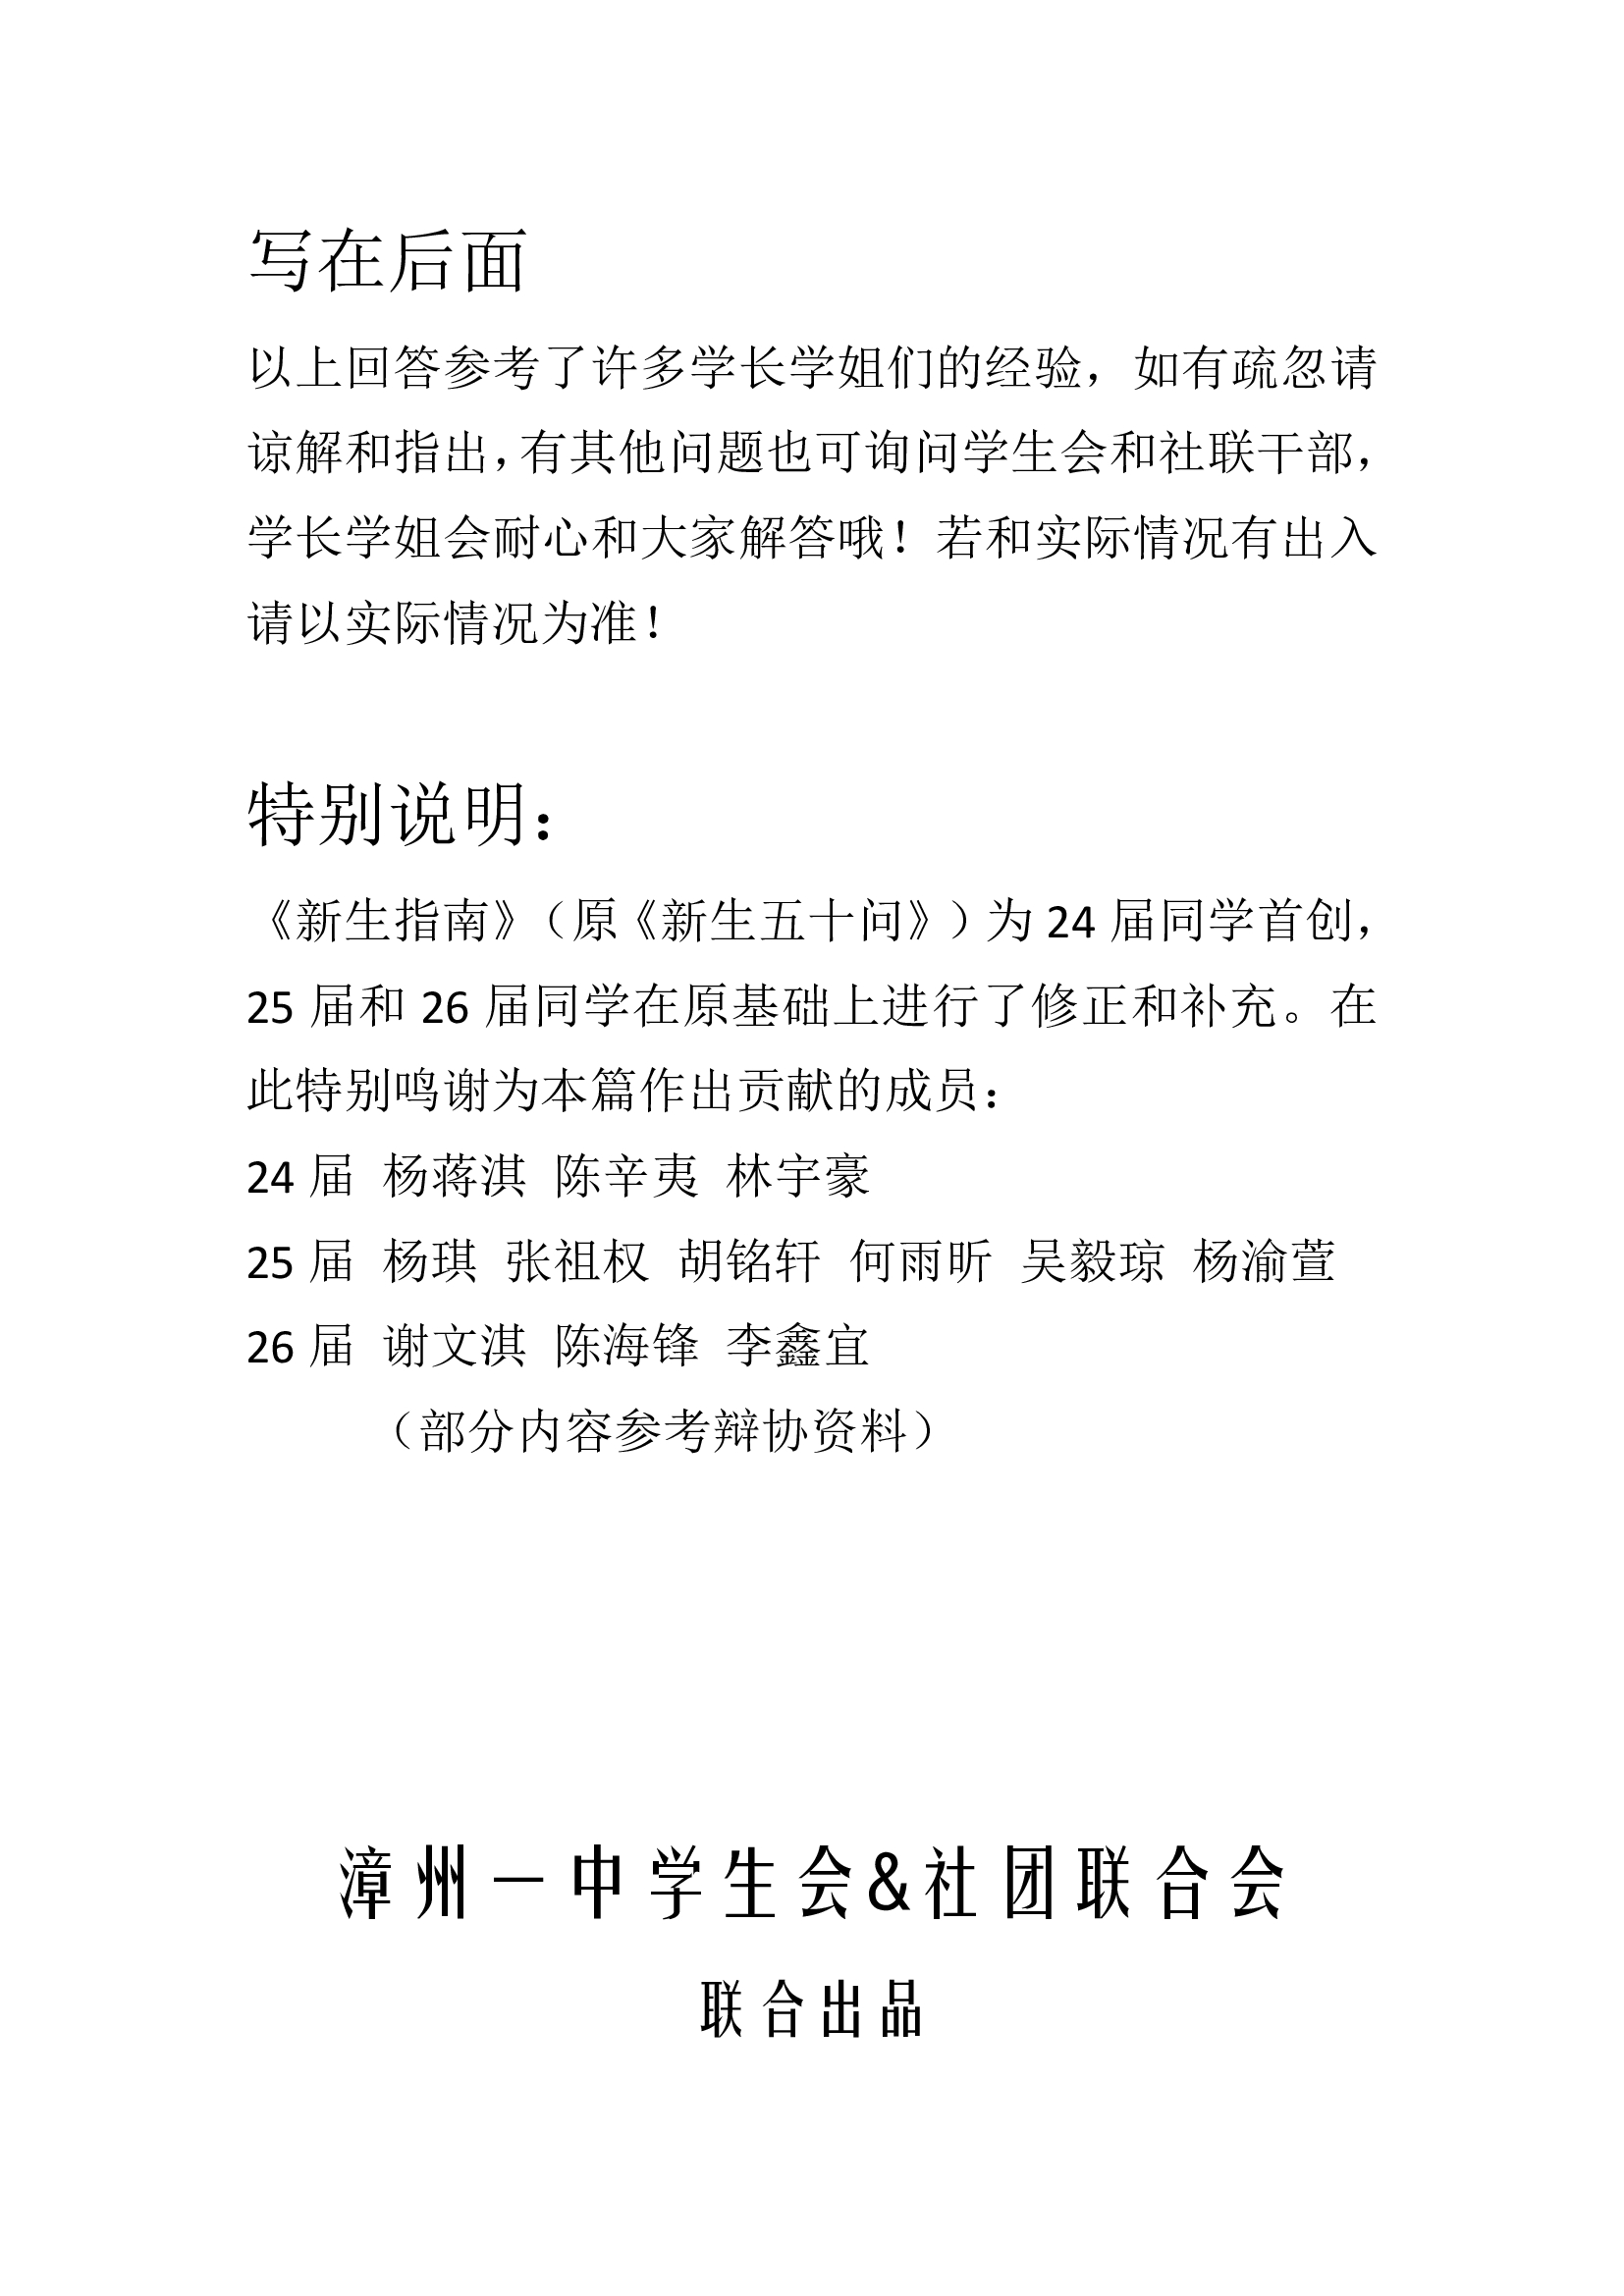 写在后面
以上回答参考了许多学长学姐们的经验，如有疏忽请
谅解和指出，有其他问题也可询问学生会和社联干部，
学长学姐会耐心和大家解答哦！若和实际情况有出入
请以实际情况为准！
特别说明：
《新生指南》（原《新生五十问》）为 24 届同学首创，
25 届和 26 届同学在原基础上进行了修正和补充。在
此特别鸣谢为本篇作出贡献的成员：
24 届 杨蒋淇 陈辛夷 林宇豪
25 届 杨琪 张祖权 胡铭轩 何雨昕 吴毅琼 杨渝萱
26 届 谢文淇 陈海锋 李鑫宜
（部分内容参考辩协资料）
漳州一中学生会&社团联合会
联合出品